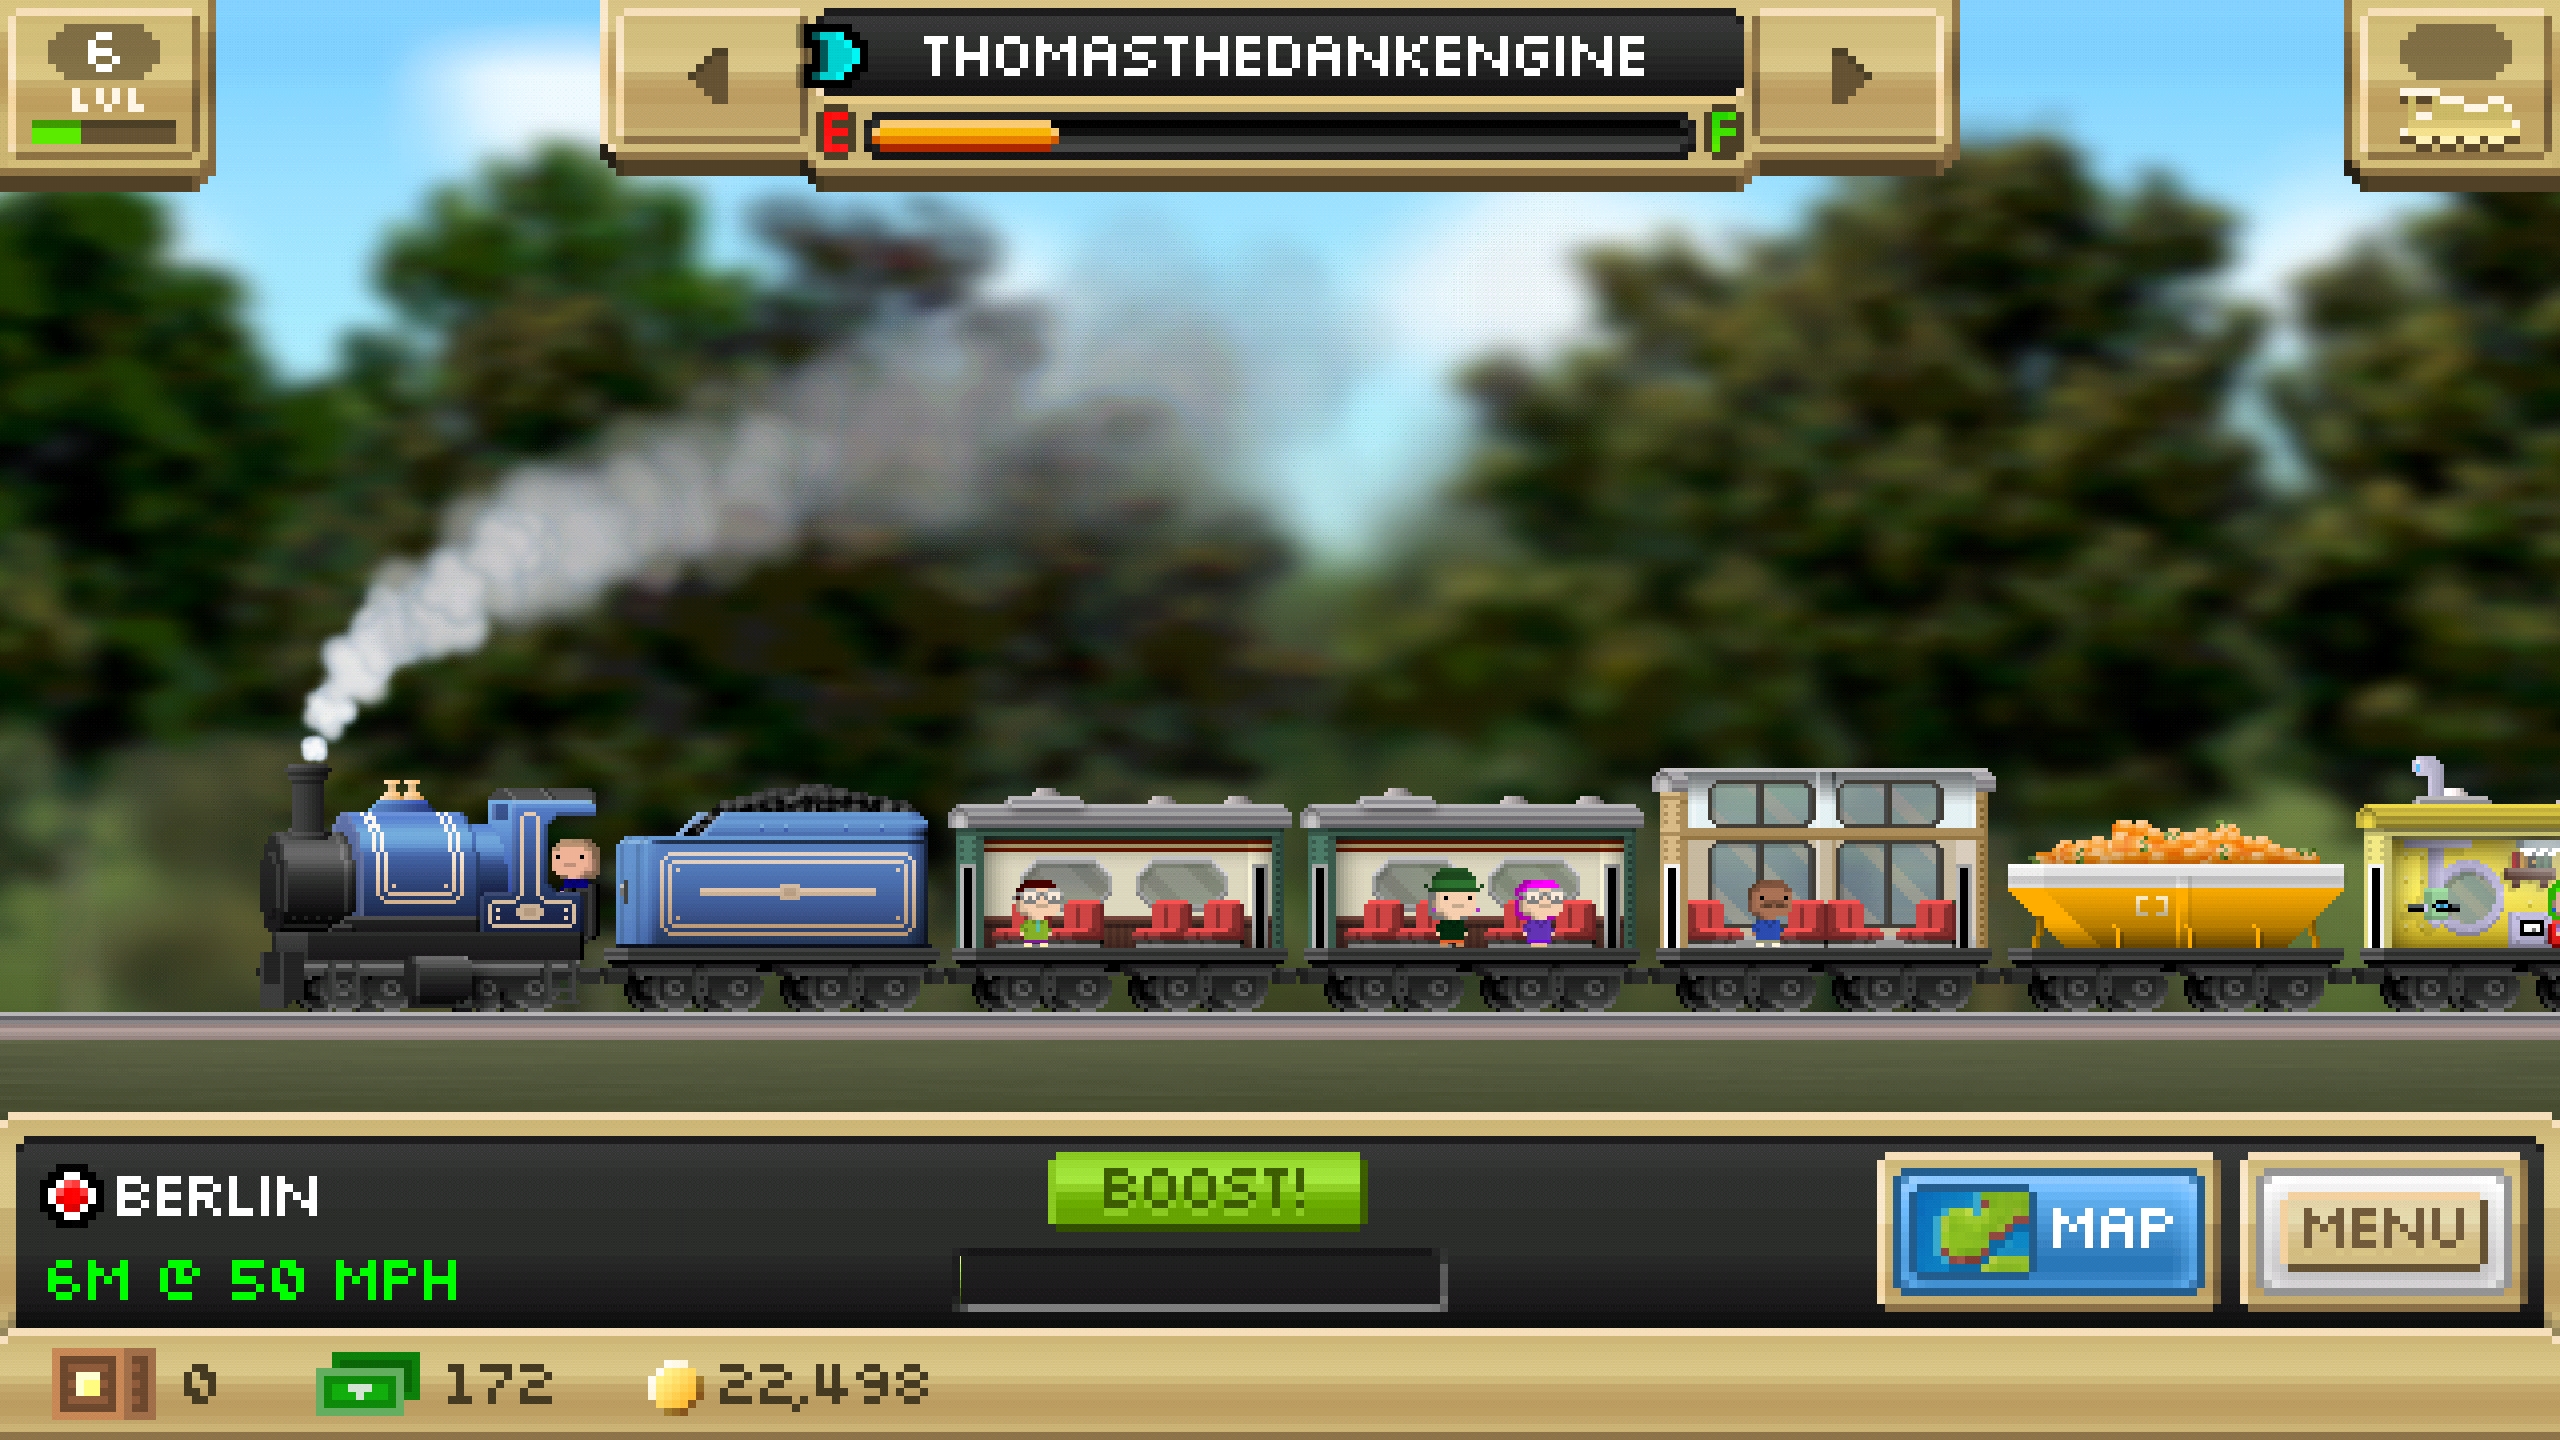 6
LVL
THOMASTHEDANKENGINE
E F
BERLIN
BOOST!
6M @ 50 MPH
MAP
MENU
0 172 22,498